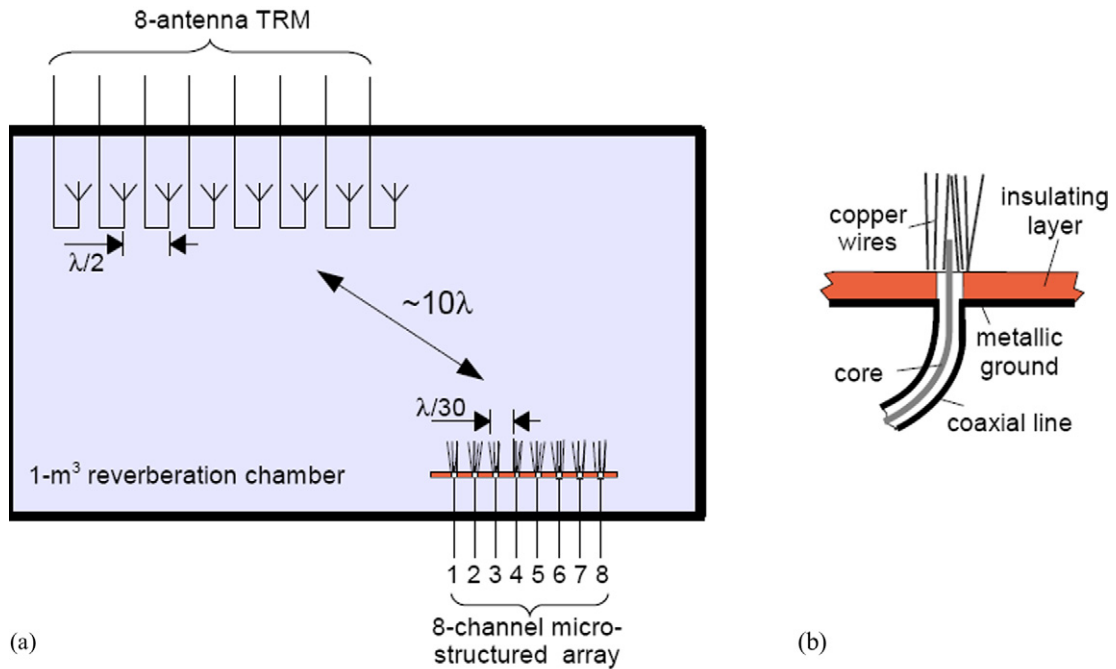 8-antenna TRM
λ/2
~10λ
λ/30
1-m³ reverberation chamber
1 2 3 4 5 6 7 8
8-channel micro-
structured array
(a)
copper
wires
insulating
layer
metallic
ground
core
coaxial line
(b)